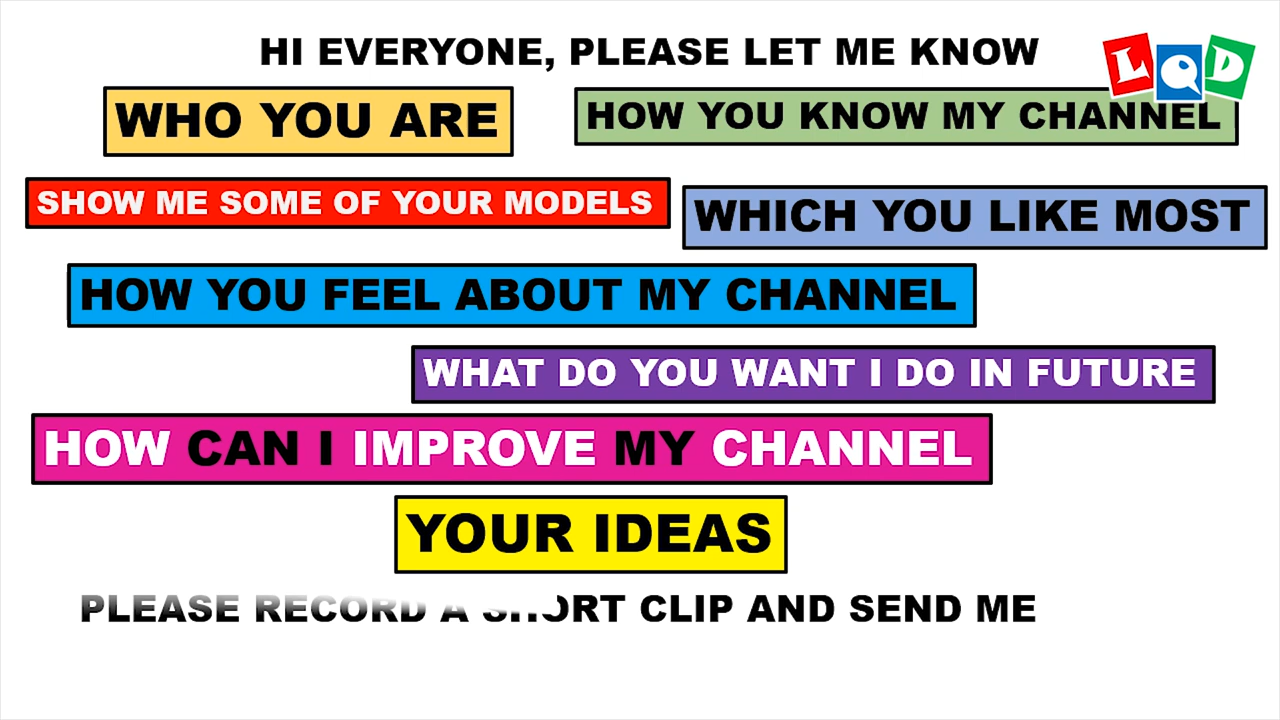 HI EVERYONE, PLEASE LET ME KNOW
LQD
WHO YOU ARE
HOW YOU KNOW MY CHANNEL
SHOW ME SOME OF YOUR MODELS
WHICH YOU LIKE MOST
HOW YOU FEEL ABOUT MY CHANNEL
WHAT DO YOU WANT I DO IN FUTURE
HOW CAN I IMPROVE MY CHANNEL
YOUR IDEAS
PLEASE RECORD A SHORT CLIP AND SEND ME